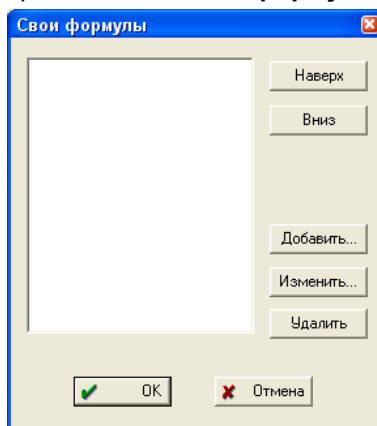 Свои формулы
Наверх
Вниз
Добавить...
Изменить...
Удалить
OK
Отмена